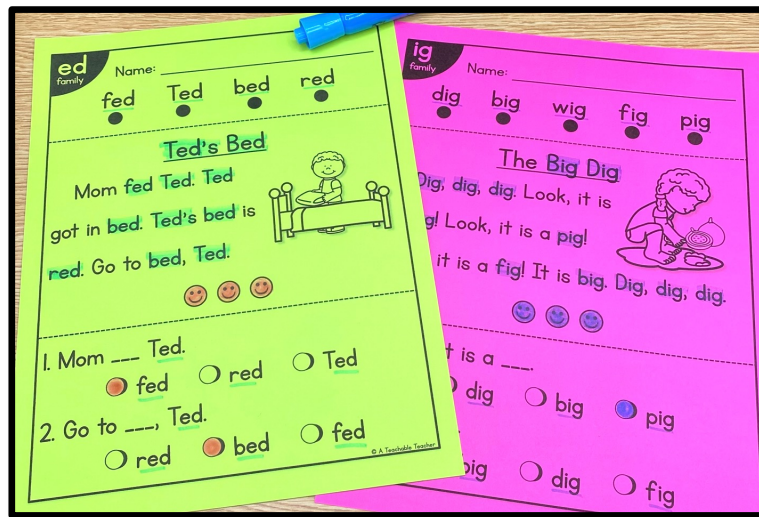 ed
family
Name:
fed Ted bed red
Ted's Bed
Mom fed Ted. Ted
got in bed. Ted's bed is
red. Go to bed, Ted.
1. Mom ___ Ted.
fed red Ted
2. Go to ___, Ted.
red bed fed
© A Teachable Teacher
ig
family
Name:
dig big wig fig pig
The Big Dig
Dig, dig, dig. Look, it is
Look, it is a pig!
it is a fig! It is big. Dig, dig, dig.
is a ___.
dig big pig
dig fig